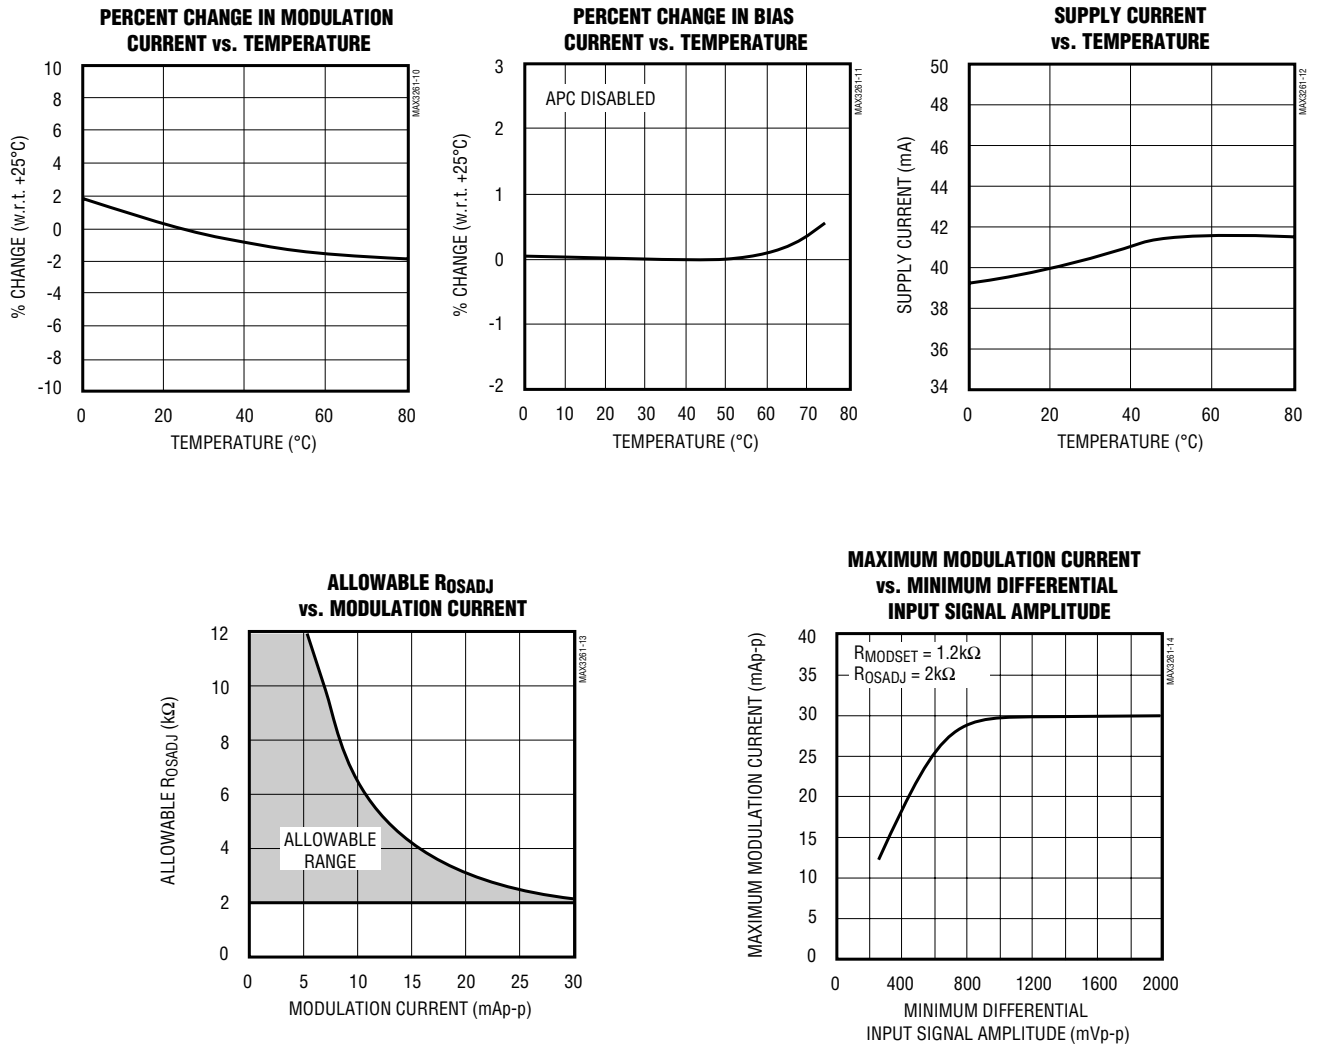 PERCENT CHANGE IN MODULATION
CURRENT vs. TEMPERATURE
10
8
6
4
2
0
-2
-4
-6
-8
-10
% CHANGE (w.r.t. +25°C)
0 20 40 60 80
TEMPERATURE (°C)
MAX3261-10
PERCENT CHANGE IN BIAS
CURRENT vs. TEMPERATURE
APC DISABLED
3
2
1
0
-1
-2
% CHANGE (w.r.t. +25°C)
0 10 20 30 40 50 60 70 80
TEMPERATURE (°C)
MAX3261-11
SUPPLY CURRENT
vs. TEMPERATURE
50
48
46
44
42
40
38
36
34
SUPPLY CURRENT (mA)
0 20 40 60 80
TEMPERATURE (°C)
MAX3261-12
ALLOWABLE ROSADJ
vs. MODULATION CURRENT
12
10
8
6
4
2
0
ALLOWABLE ROSADJ (kΩ)
ALLOWABLE
RANGE
0 5 10 15 20 25 30
MODULATION CURRENT (mAp-p)
MAX3261-13
MAXIMUM MODULATION CURRENT
vs. MINIMUM DIFFERENTIAL
INPUT SIGNAL AMPLITUDE
RMODSET = 1.2kΩ
ROSADJ = 2kΩ
40
35
30
25
20
15
10
5
0
MAXIMUM MODULATION CURRENT (mAp-p)
0 400 800 1200 1600 2000
MINIMUM DIFFERENTIAL
INPUT SIGNAL AMPLITUDE (mVp-p)
MAX3261-14